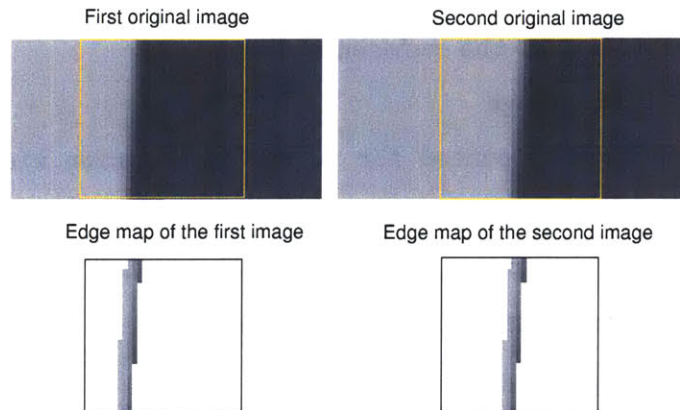 First original image
Second original image
Edge map of the first image
Edge map of the second image